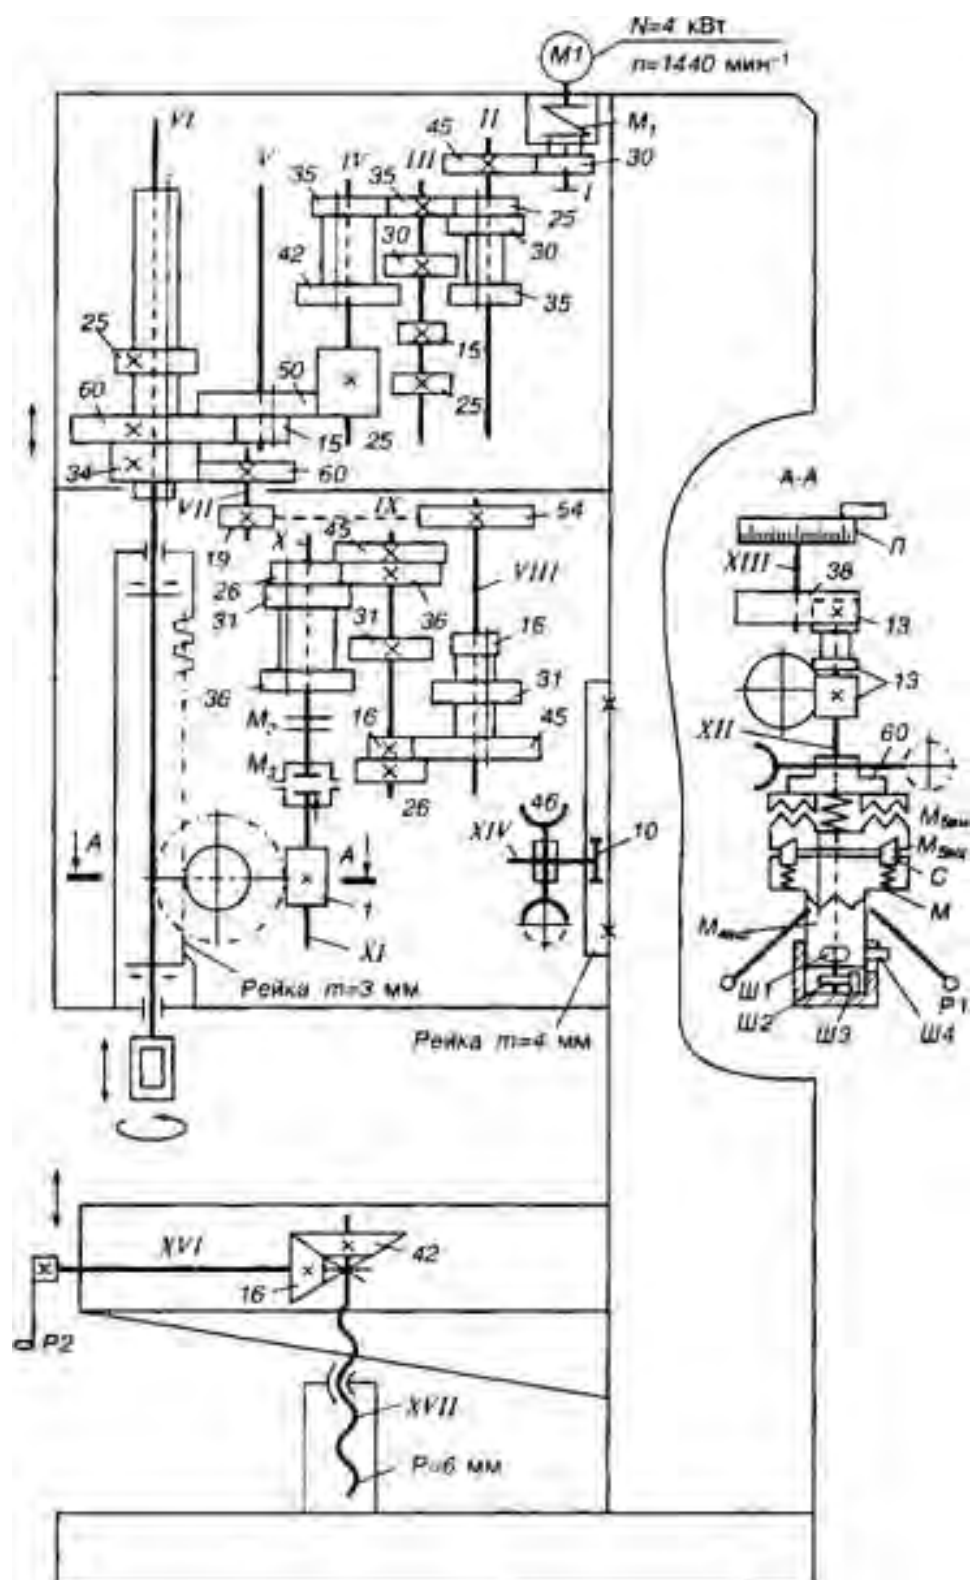 N=4 кВт
M1
n=1440 мин⁻¹
VI
II
45
M₁
30
V
IV
III
35
35
I
25
30
30
42
35
25
15
50
25
60
15
25
34
60
VII
IX
54
A-A
X
45
П
19
VIII
XIII
38
26
31
31
36
16
13
31
13
36
M₂
16
45
XII
60
M₃
26
46
XIV
10
A
A
C
M
1
XI
Ш1
P1
Рейка m=3 мм
Ш2
Ш3
Ш4
Рейка m=4 мм
XVI
42
16
P2
XVII
P=6 мм